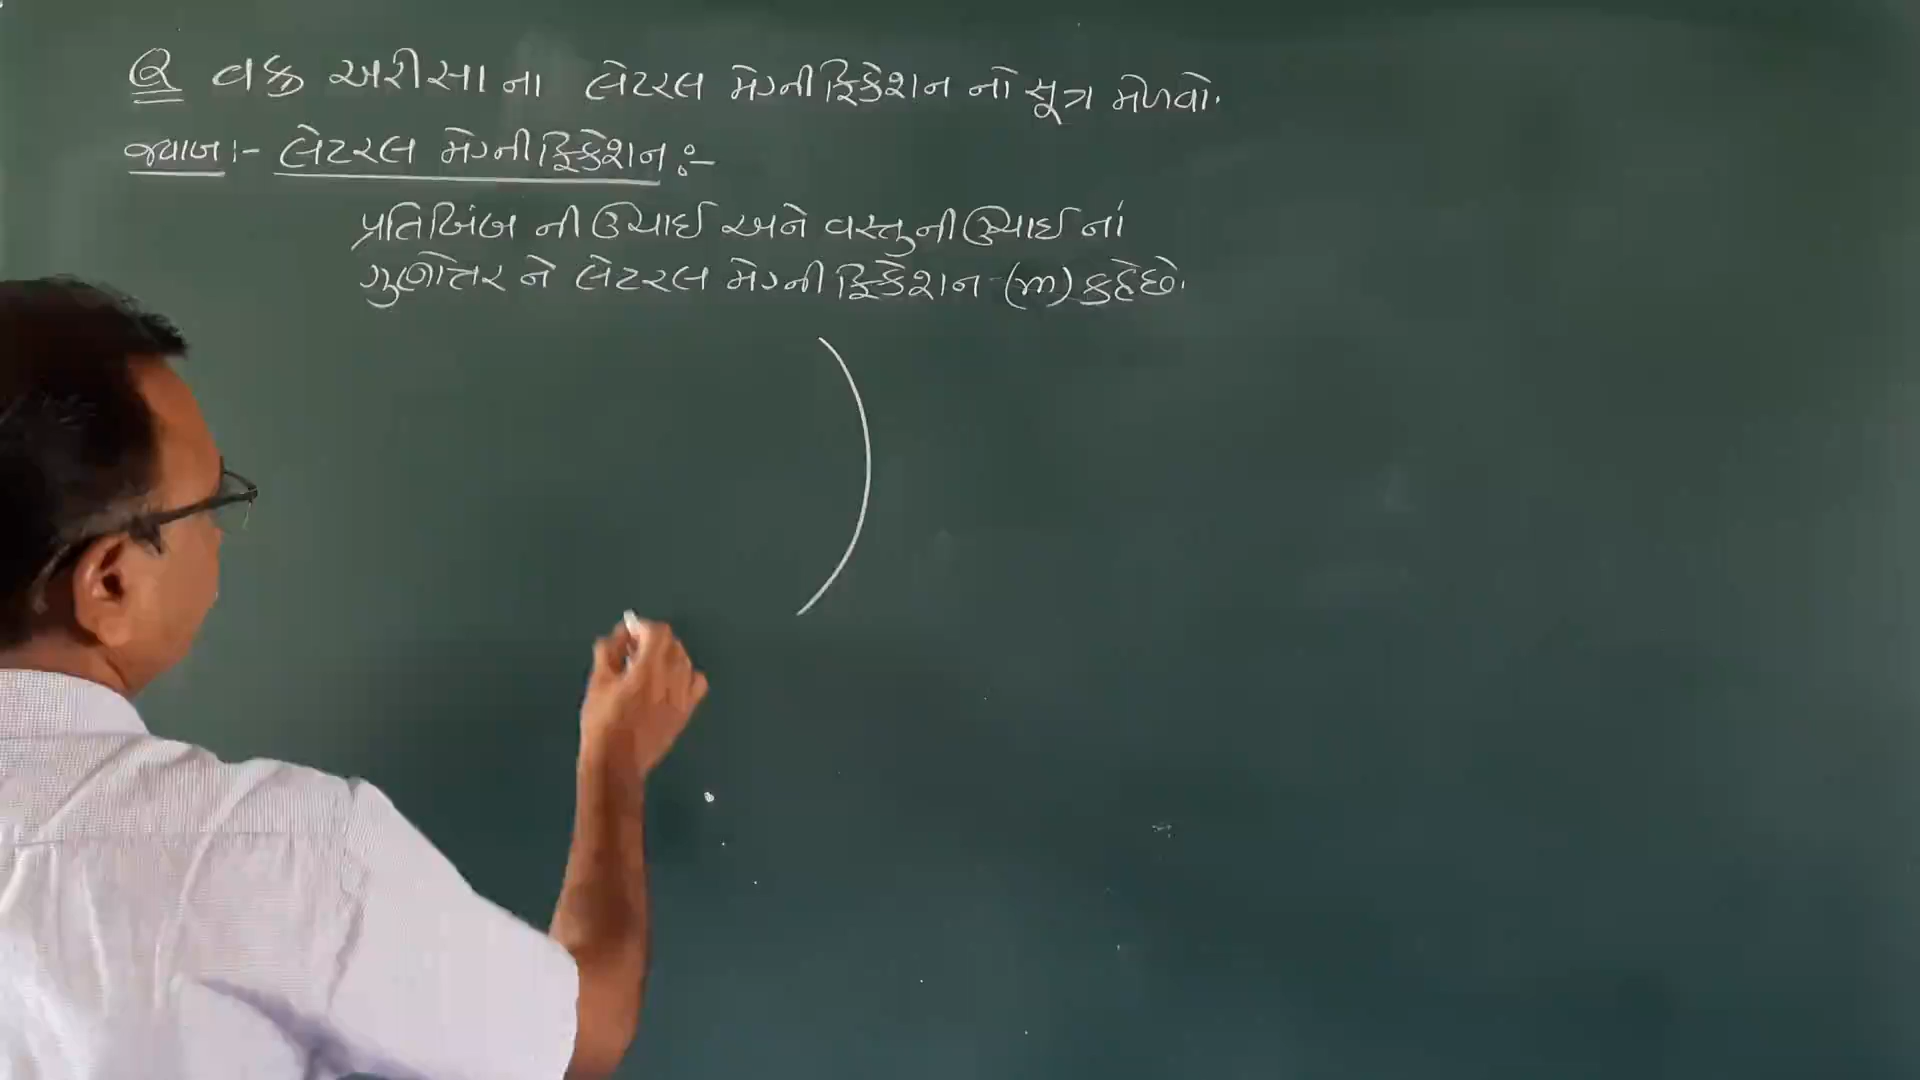 Q વક્ર અરીસા ના લેટરલ મેગ્નીફિકેશન નો સૂત્ર મેળવો.
જવાબ :- લેટરલ મેગ્નીફિકેશન :-
પ્રતિબિંબ ની ઉંચાઈ અને વસ્તુની ઉંચાઈ નાં
ગુણોત્તર ને લેટરલ મેગ્નીફિકેશન-(m) કહેછે.